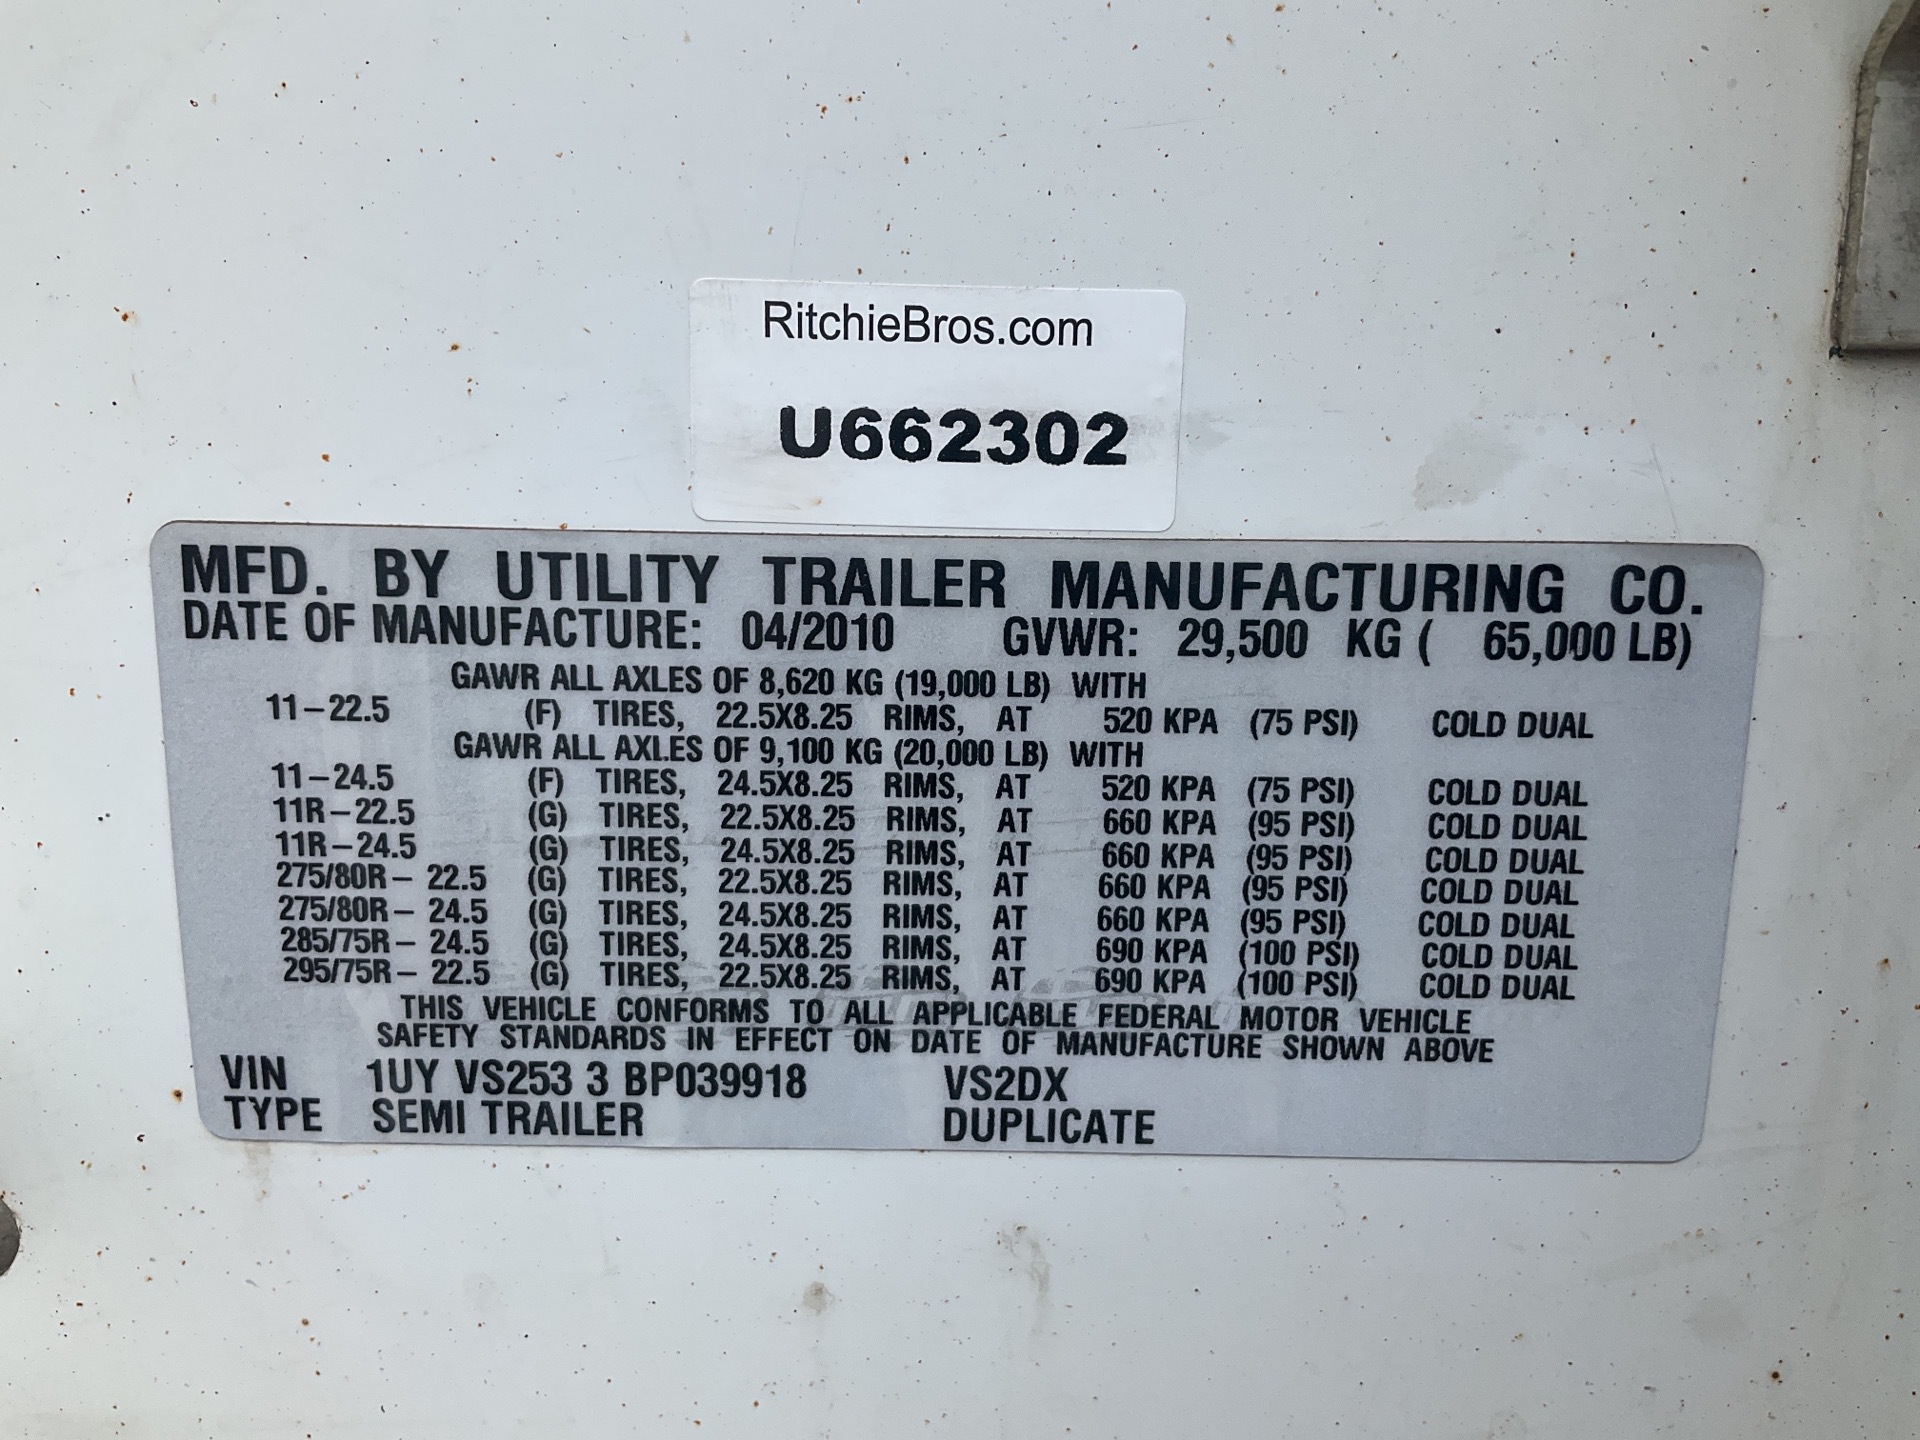 RitchieBros.com
U662302
MFD. BY UTILITY TRAILER MANUFACTURING CO.
DATE OF MANUFACTURE: 04/2010 GVWR: 29,500 KG ( 65,000 LB)
GAWR ALL AXLES OF 8,620 KG (19,000 LB) WITH
11-22.5 (F) TIRES, 22.5X8.25 RIMS, AT 520 KPA (75 PSI) COLD DUAL
GAWR ALL AXLES OF 9,100 KG (20,000 LB) WITH
11-24.5 (F) TIRES, 24.5X8.25 RIMS, AT 520 KPA (75 PSI) COLD DUAL
11R-22.5 (G) TIRES, 22.5X8.25 RIMS, AT 660 KPA (95 PSI) COLD DUAL
11R-24.5 (G) TIRES, 24.5X8.25 RIMS, AT 660 KPA (95 PSI) COLD DUAL
275/80R- 22.5 (G) TIRES, 22.5X8.25 RIMS, AT 660 KPA (95 PSI) COLD DUAL
275/80R- 24.5 (G) TIRES, 24.5X8.25 RIMS, AT 660 KPA (95 PSI) COLD DUAL
285/75R- 24.5 (G) TIRES, 24.5X8.25 RIMS, AT 690 KPA (100 PSI) COLD DUAL
295/75R- 22.5 (G) TIRES, 22.5X8.25 RIMS, AT 690 KPA (100 PSI) COLD DUAL
THIS VEHICLE CONFORMS TO ALL APPLICABLE FEDERAL MOTOR VEHICLE
SAFETY STANDARDS IN EFFECT ON DATE OF MANUFACTURE SHOWN ABOVE
VIN 1UY VS253 3 BP039918 VS2DX
TYPE SEMI TRAILER DUPLICATE